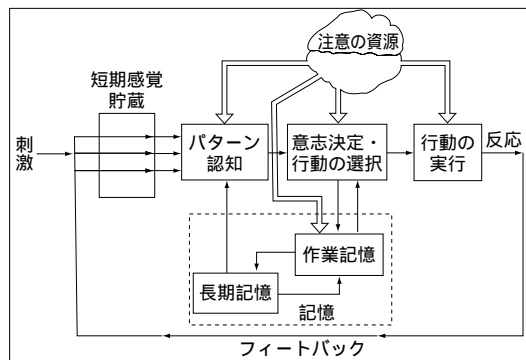 注意の資源
短期感覚
貯蔵
刺
激
パターン
認知
意志決定・
行動の選択
行動の
実行
反応
作業記憶
長期記憶
記憶
フィートバック